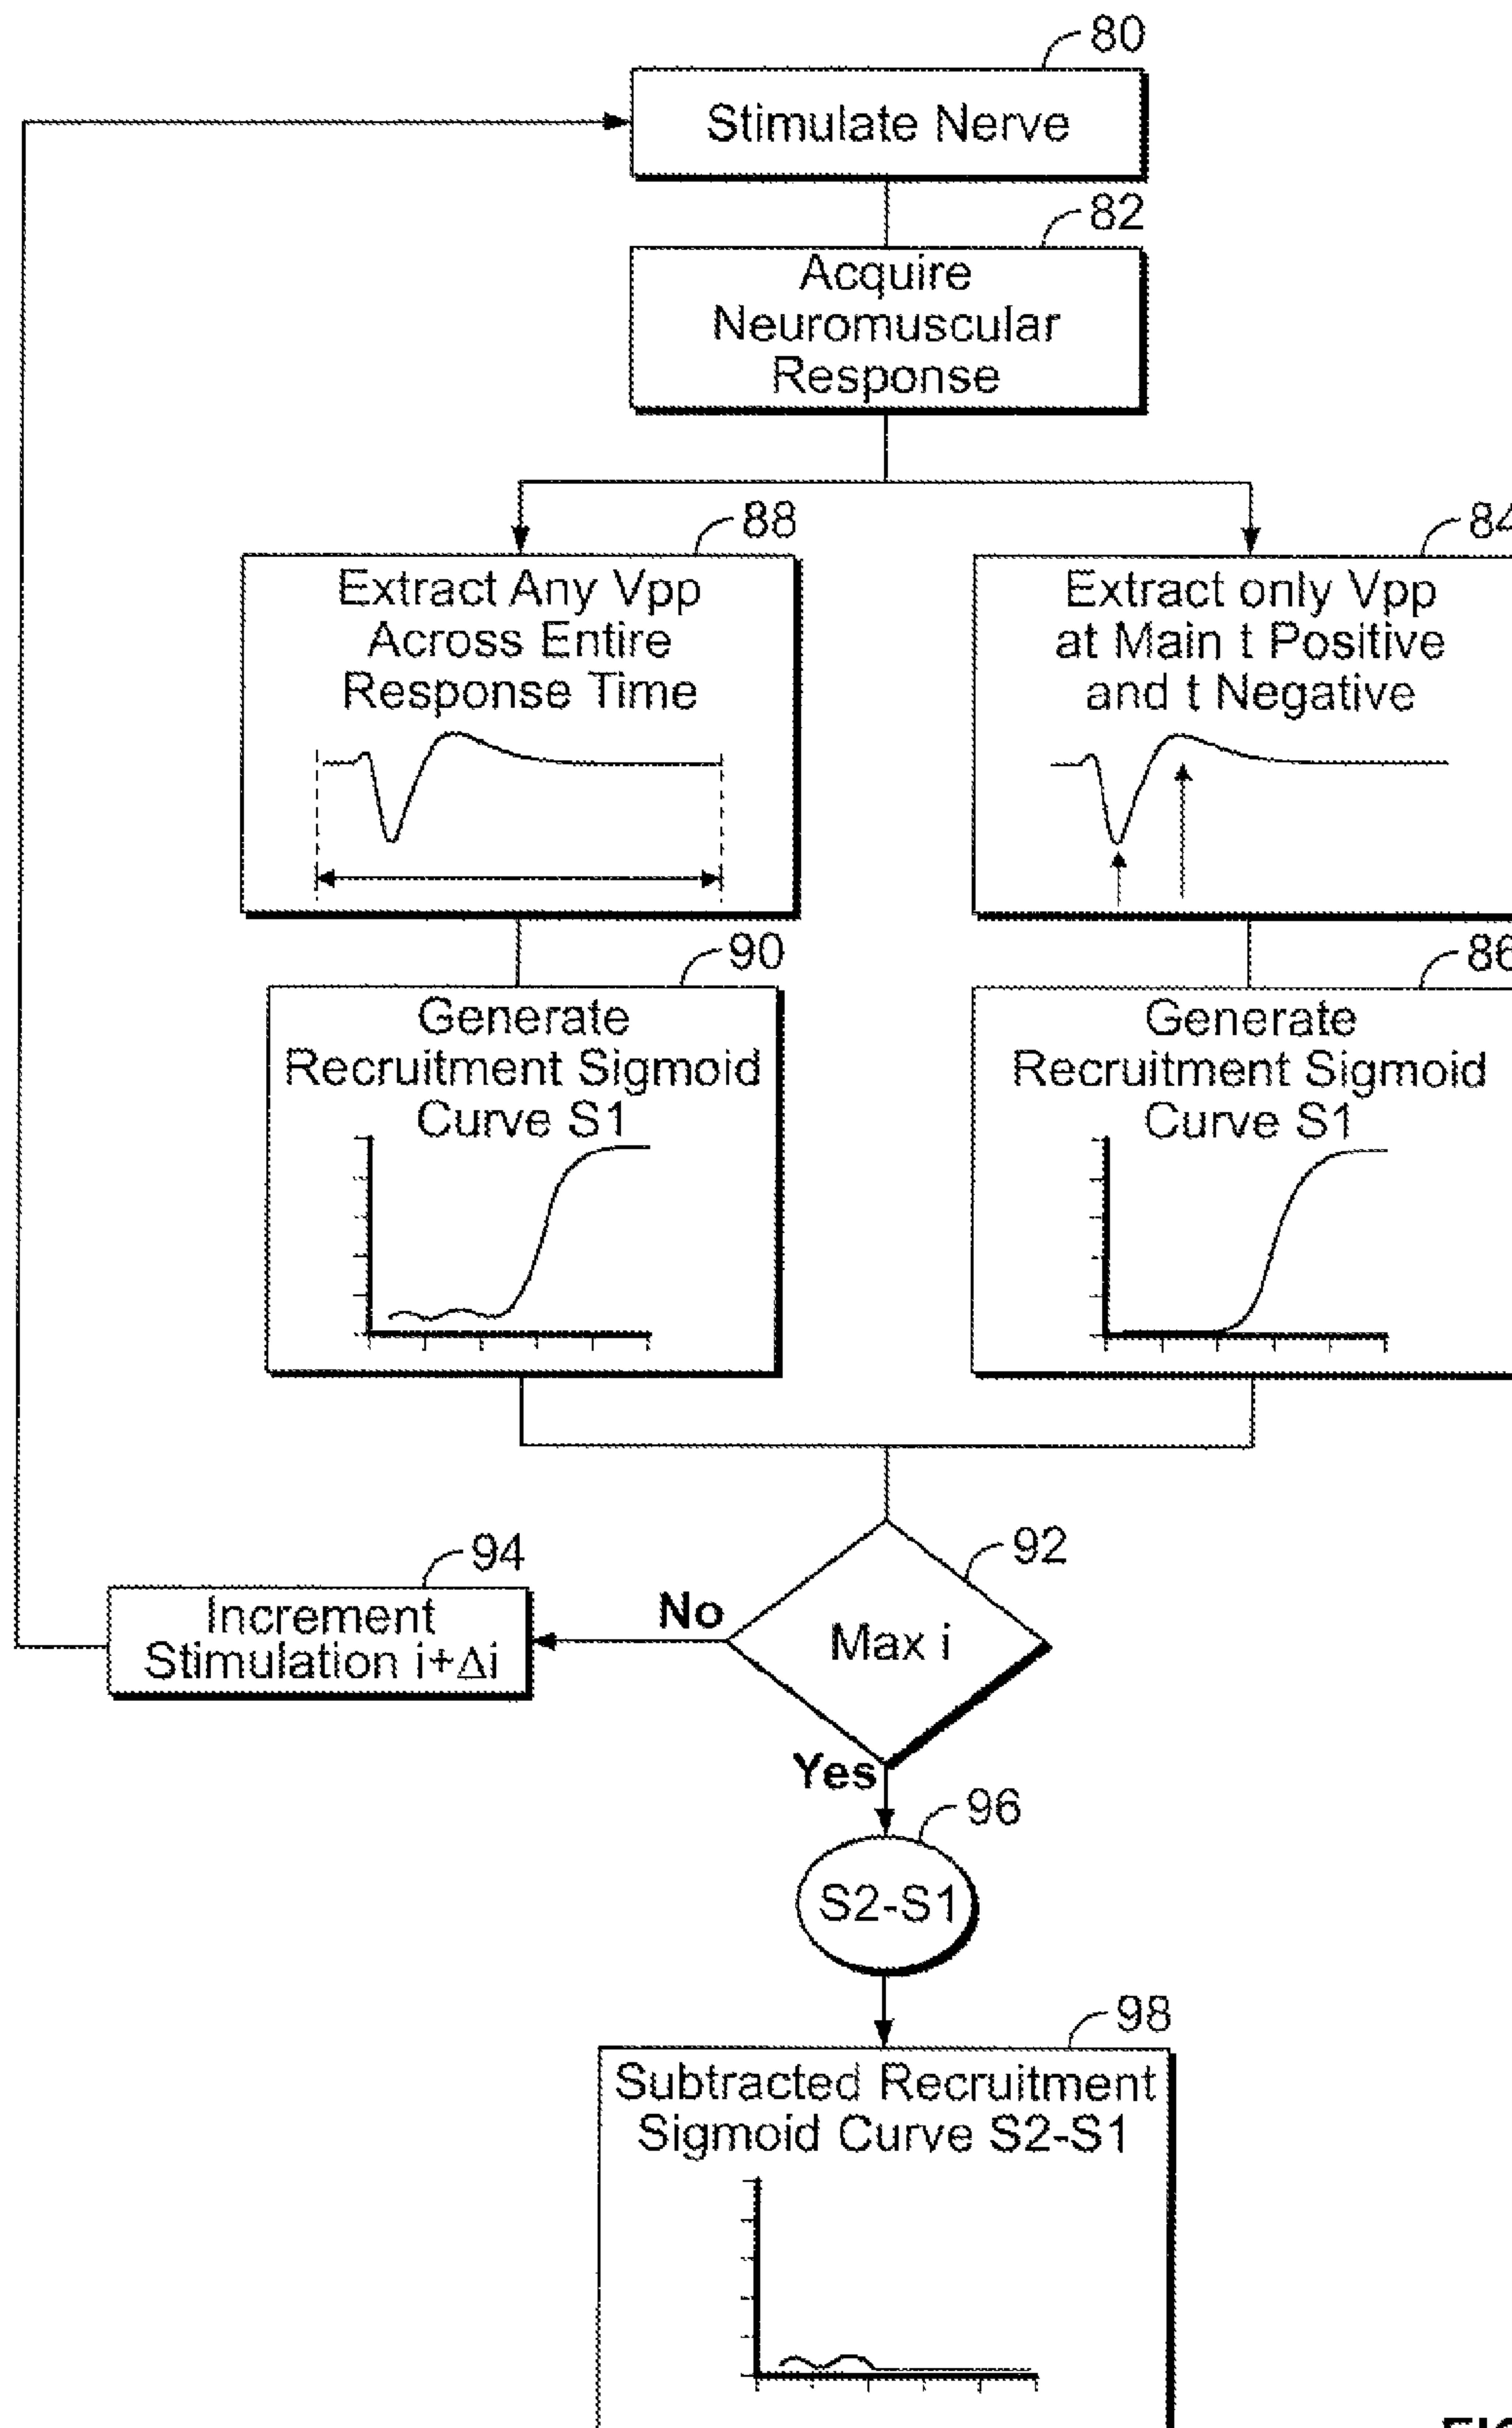 80
Stimulate Nerve
82
Acquire
Neuromuscular
Response
88
Extract Any Vpp
Across Entire
Response Time
84
Extract only Vpp
at Main t Positive
and t Negative
90
Generate
Recruitment Sigmoid
Curve S1
86
Generate
Recruitment Sigmoid
Curve S1
92
Max i
No
94
Increment
Stimulation i+Δi
Yes
96
S2-S1
98
Subtracted Recruitment
Sigmoid Curve S2-S1